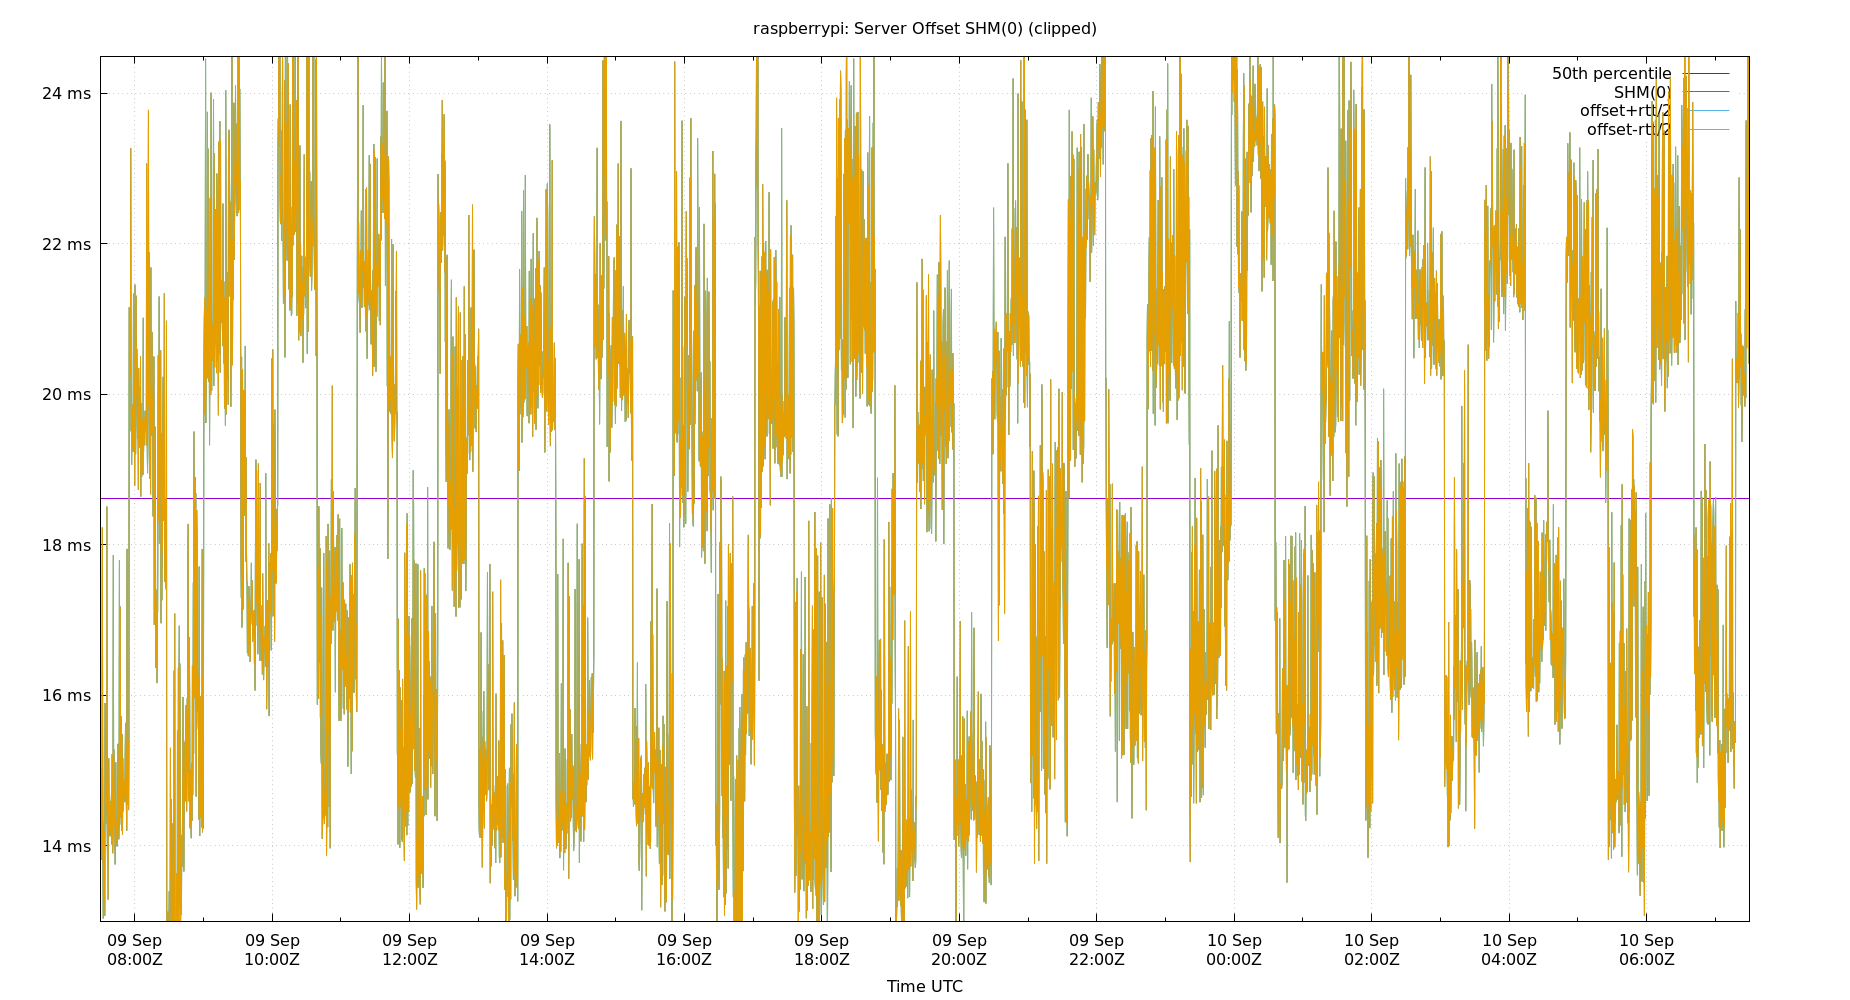 raspberrypi: Server Offset SHM(0) (clipped)
50th percentile
SHM(0)
offset+rtt/2
offset-rtt/2
24 ms
22 ms
20 ms
18 ms
16 ms
14 ms
09 Sep 09 Sep 09 Sep 09 Sep 09 Sep 09 Sep 09 Sep 09 Sep 10 Sep 10 Sep 10 Sep 10 Sep
08:00Z 10:00Z 12:00Z 14:00Z 16:00Z 18:00Z 20:00Z 22:00Z 00:00Z 02:00Z 04:00Z 06:00Z
Time UTC